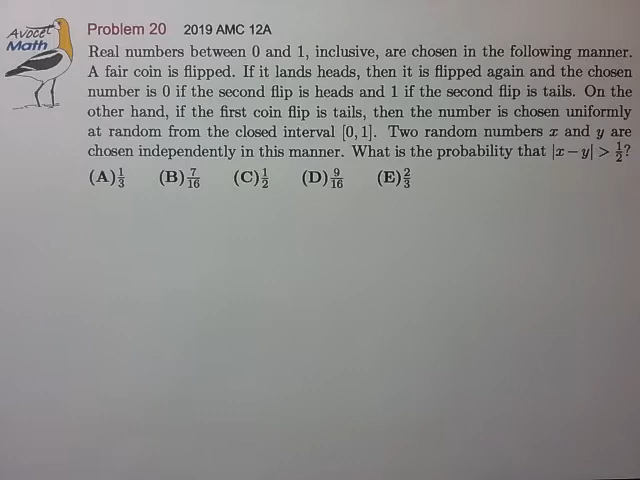 Avocet
Math
Problem 20 2019 AMC 12A
Real numbers between 0 and 1, inclusive, are chosen in the following manner.
A fair coin is flipped. If it lands heads, then it is flipped again and the chosen
number is 0 if the second flip is heads and 1 if the second flip is tails. On the
other hand, if the first coin flip is tails, then the number is chosen uniformly
at random from the closed interval [0, 1]. Two random numbers x and y are
chosen independently in this manner. What is the probability that |x − y| > 1/2?
(A) 1/3 (B) 7/16 (C) 1/2 (D) 9/16 (E) 2/3